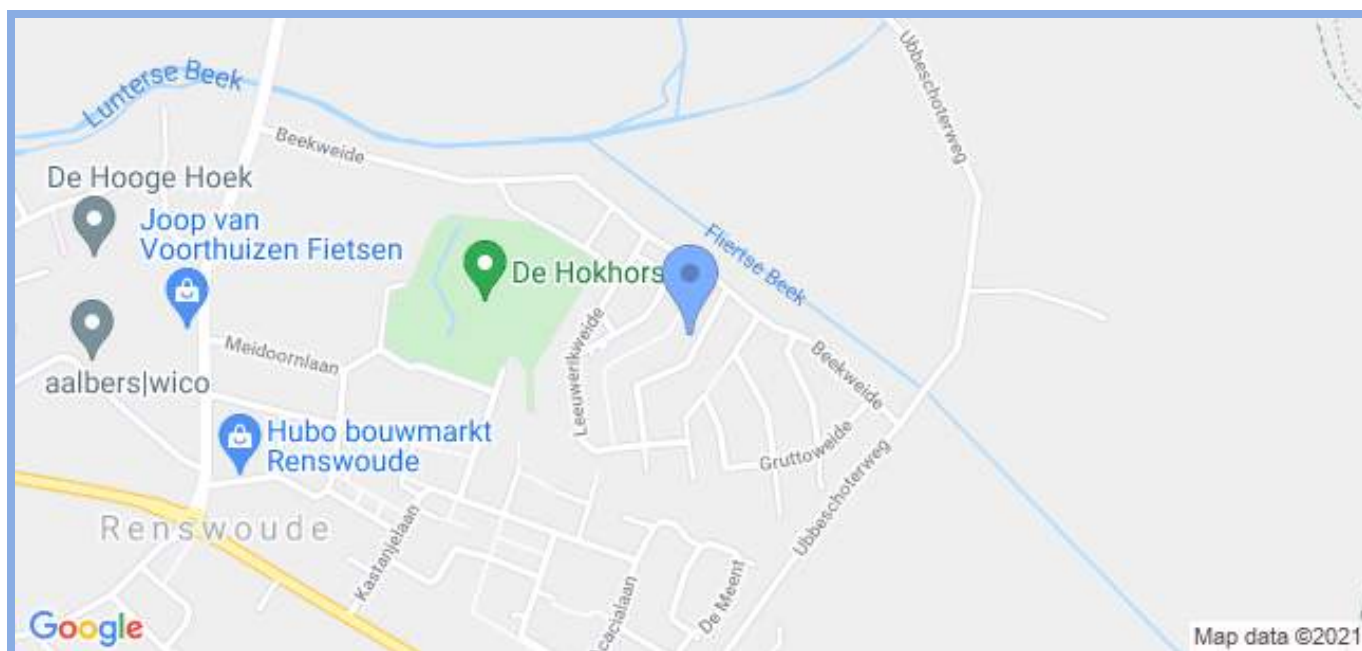 Lunterse Beek
Ubbeschoterweg
Beekweide
De Hooge Hoek
Joop van
Voorthuizen Fietsen
Fliertse Beek
De Hokhors
Meidoornlaan
Leeuwerikweide
Beekweide
aalbers|wico
Hubo bouwmarkt
Renswoude
Gruttoweide
Ubbeschoterweg
Renswoude
Kastanjelaan
cacialaan
De Meent
Google
Map data ©2021